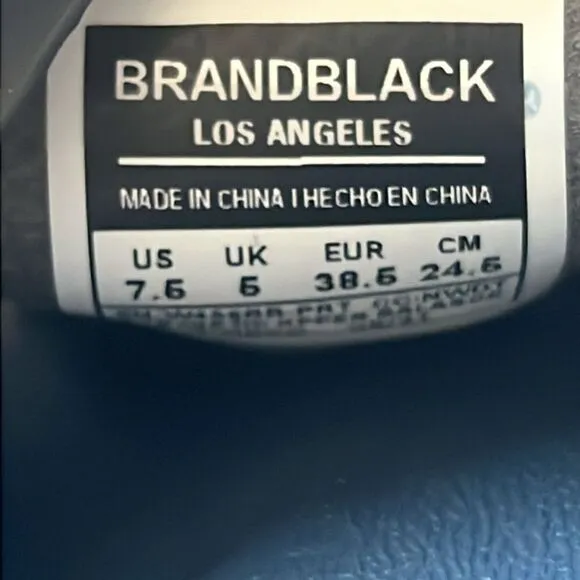 BRANDBLACK
LOS ANGELES
MADE IN CHINA | HECHO EN CHINA
US UK EUR CM
7.5 5 38.5 24.5